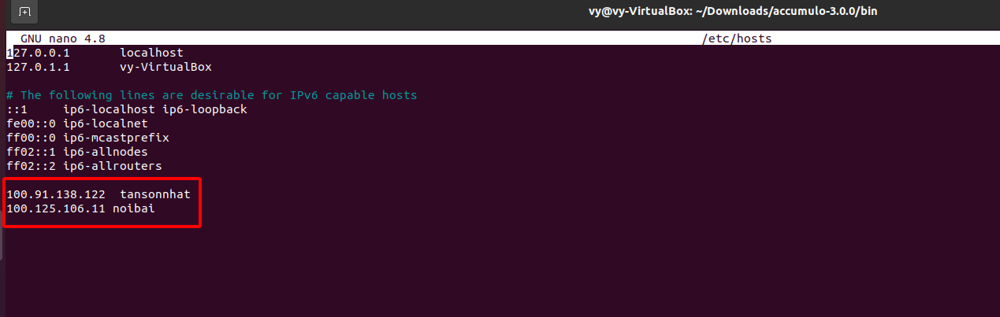 vy@vy-VirtualBox: ~/Downloads/accumulo-3.0.0/bin
GNU nano 4.8 /etc/hosts
127.0.0.1 localhost
127.0.1.1 vy-VirtualBox
# The following lines are desirable for IPv6 capable hosts
::1 ip6-localhost ip6-loopback
fe00::0 ip6-localnet
ff00::0 ip6-mcastprefix
ff02::1 ip6-allnodes
ff02::2 ip6-allrouters
100.91.138.122 tansonnhat
100.125.106.11 noibai